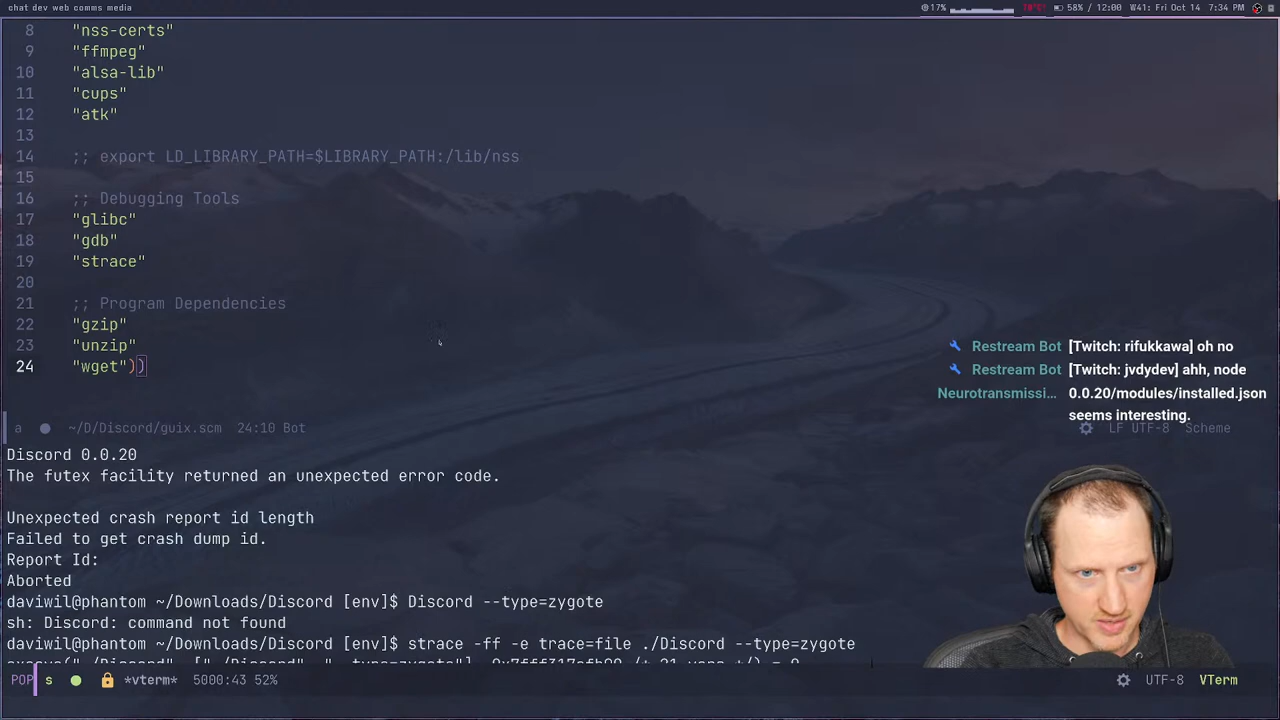 chat dev web comms media
17% 78°C 58% / 12:00 W41: Fri Oct 14 7:34 PM
8 "nss-certs"
9 "ffmpeg"
10 "alsa-lib"
11 "cups"
12 "atk"
13
14 ;; export LD_LIBRARY_PATH=$LIBRARY_PATH:/lib/nss
15
16 ;; Debugging Tools
17 "glibc"
18 "gdb"
19 "strace"
20
21 ;; Program Dependencies
22 "gzip"
23 "unzip"
24 "wget"))
Restream Bot [Twitch: rifukkawa] oh no
Restream Bot [Twitch: jvdydev] ahh, node
Neurotransmissi... 0.0.20/modules/installed.json
seems interesting.
a ~/D/Discord/guix.scm 24:10 Bot LF UTF-8 Scheme
Discord 0.0.20
The futex facility returned an unexpected error code.
Unexpected crash report id length
Failed to get crash dump id.
Report Id:
Aborted
daviwil@phantom ~/Downloads/Discord [env]$ Discord --type=zygote
sh: Discord: command not found
daviwil@phantom ~/Downloads/Discord [env]$ strace -ff -e trace=file ./Discord --type=zygote
POP s *vterm* 5000:43 52% UTF-8 VTerm